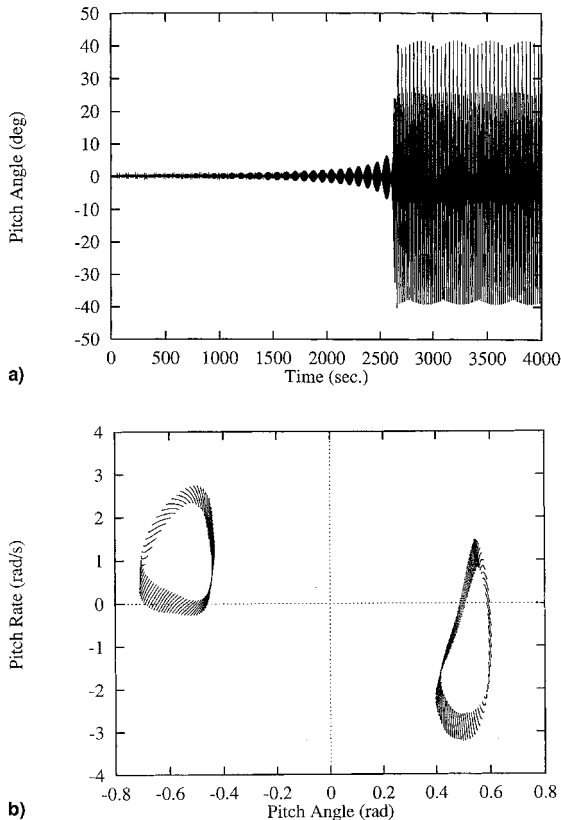 50
40
30
20
10
0
-10
-20
-30
-40
-50
Pitch Angle (deg)
0 500 1000 1500 2000 2500 3000 3500 4000
Time (sec.)
a)
4
3
2
1
0
-1
-2
-3
-4
Pitch Rate (rad/s)
-0.8 -0.6 -0.4 -0.2 0 0.2 0.4 0.6 0.8
Pitch Angle (rad)
b)